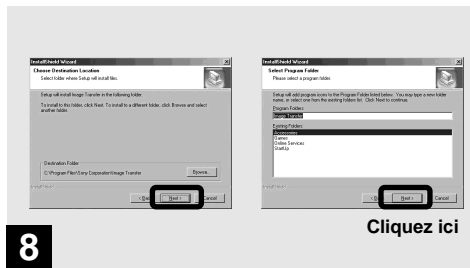 InstallShield Wizard
Choose Destination Location
Select folder where Setup will install files.
Setup will install Image Transfer in the following folder.
To install to this folder, click Next. To install to a different folder, click Browse and select
another folder.
Destination Folder
C:\Program Files\Sony Corporation\Image Transfer
Browse...
InstallShield
Next >
Cancel
InstallShield Wizard
Select Program Folder
Please select a program folder.
Setup will add program icons to the Program Folder listed below. You may type a new folder
name, or select one from the existing folders list. Click Next to continue.
Program Folders:
Image Transfer
Existing Folders:
Accessories
Games
Online Services
StartUp
InstallShield
Next >
Cancel
Cliquez ici
8